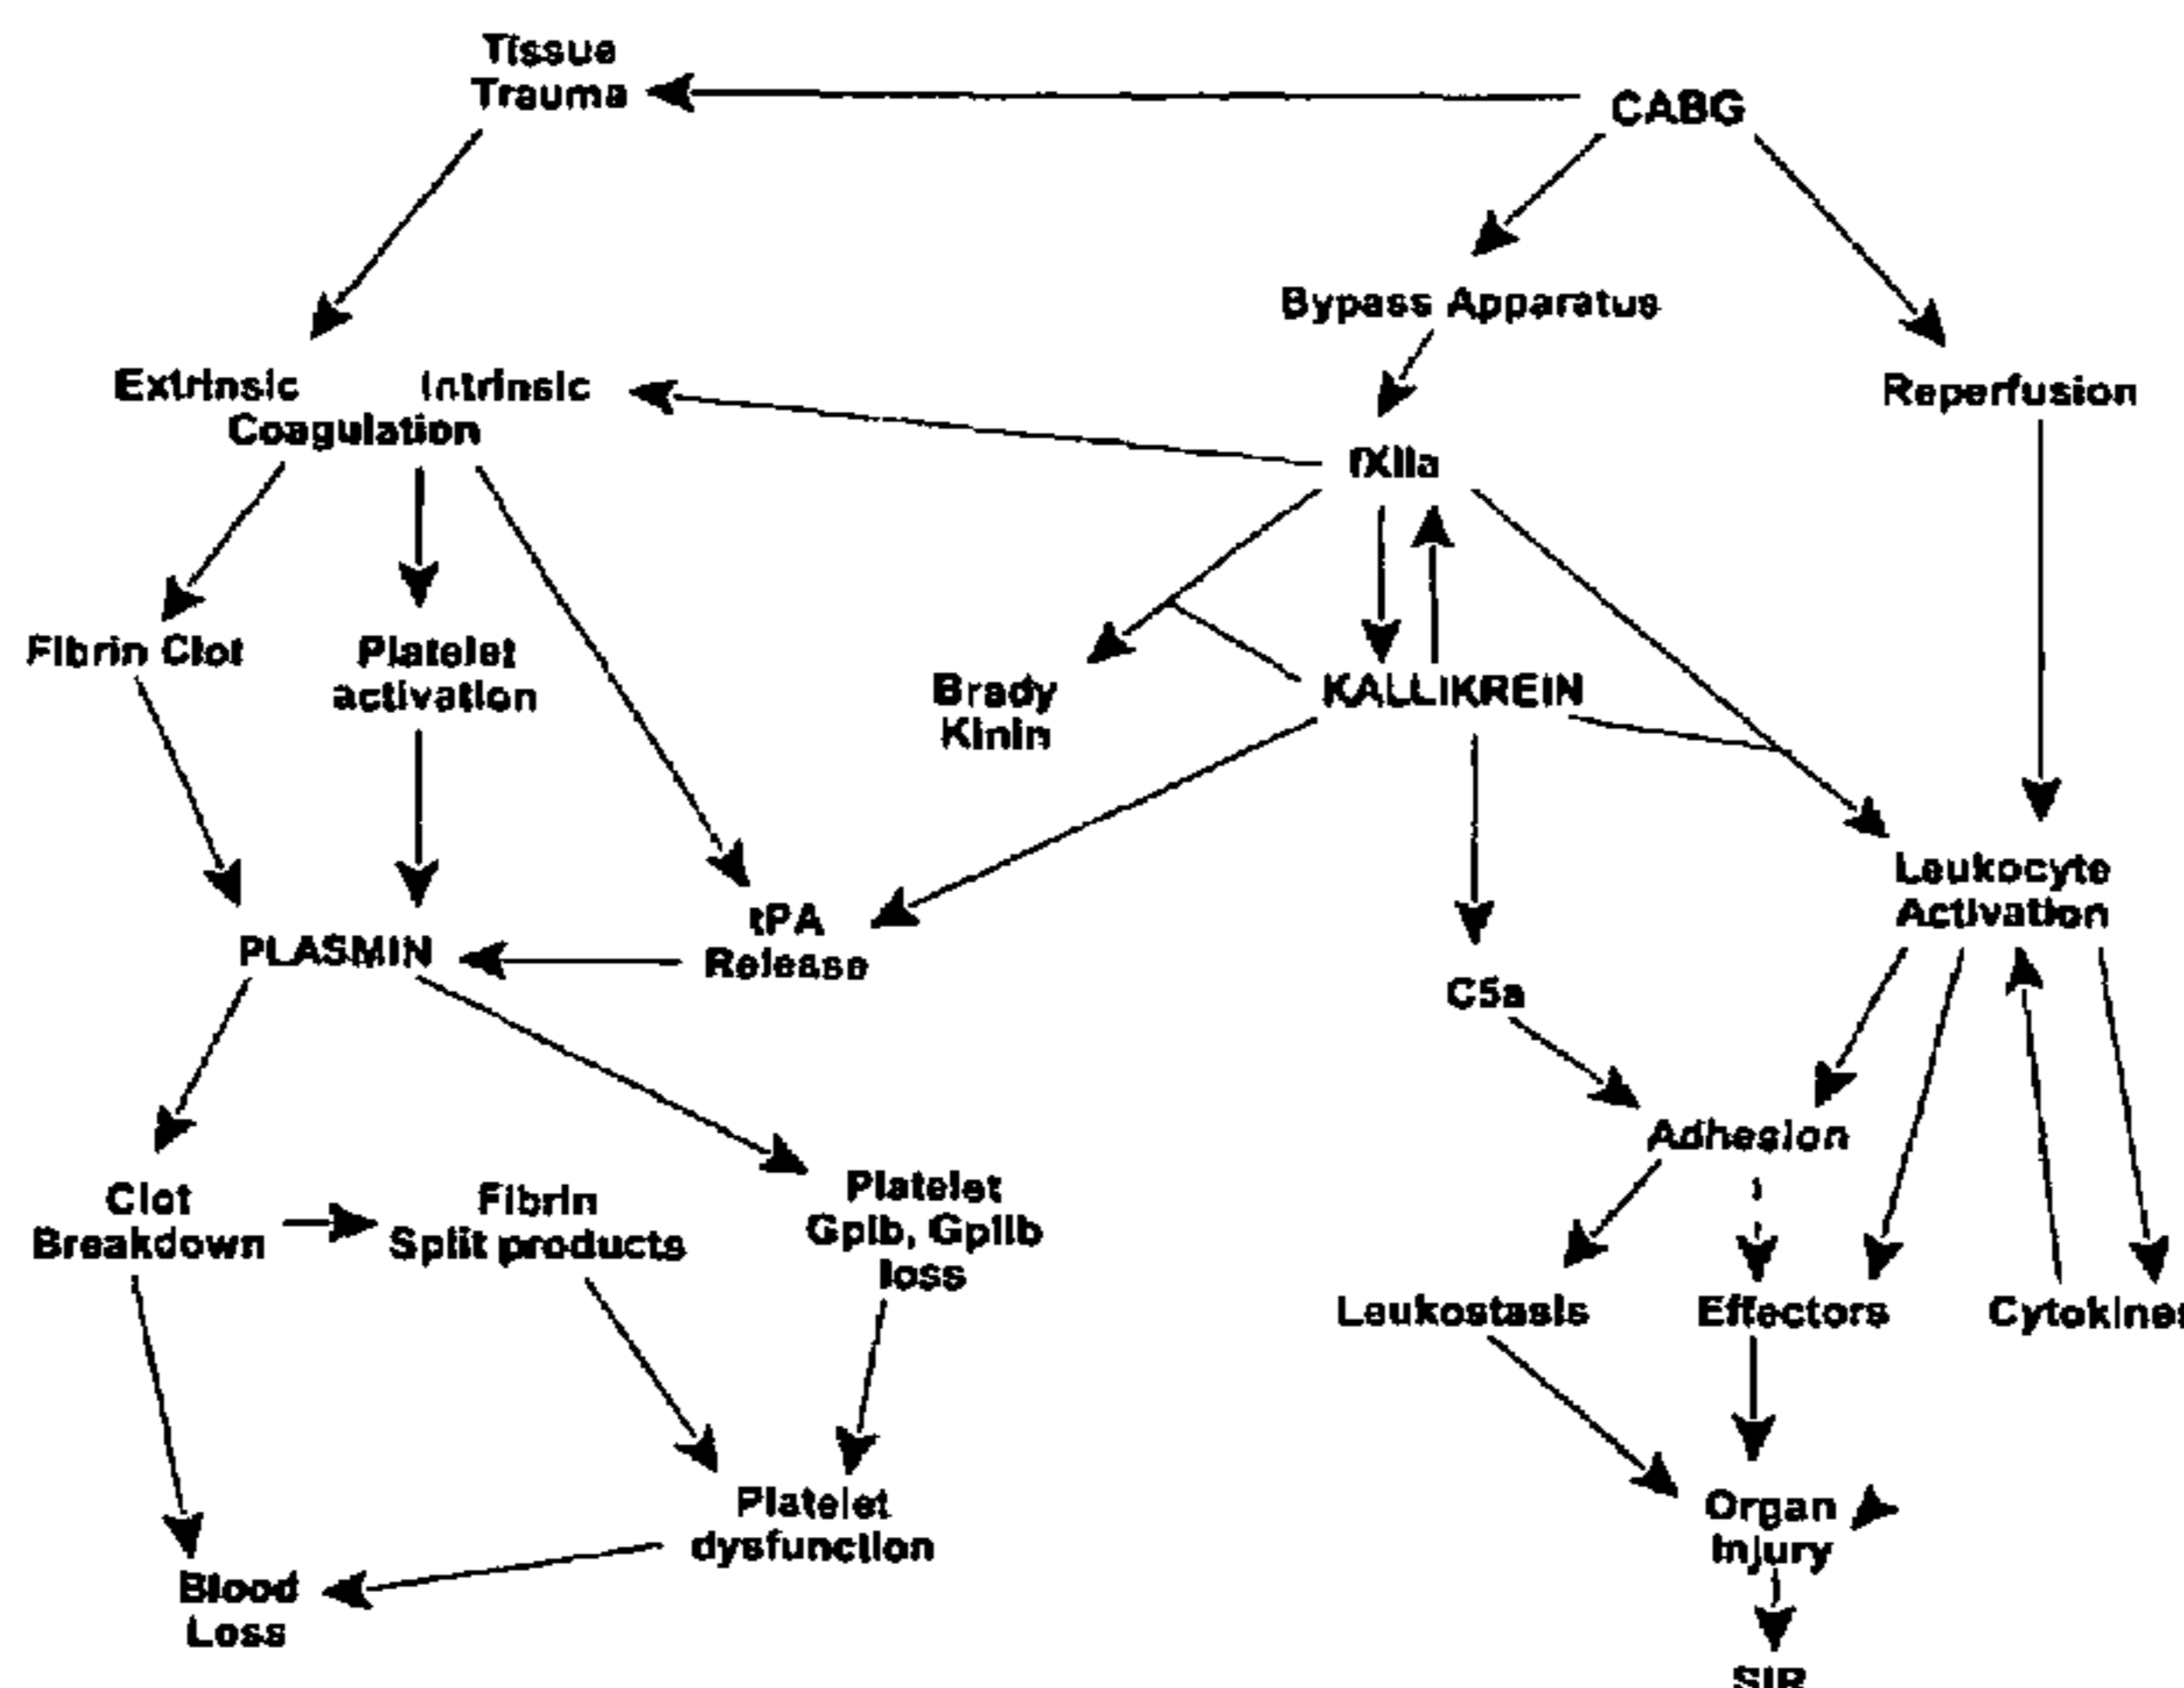 Tissue
Trauma
CABG
Bypass Apparatus
Extrinsic Intrinsic
Coagulation
Reperfusion
fXIIa
Fibrin Clot
Platelet
activation
Brady
Kinin
KALLIKREIN
Leukocyte
Activation
tPA
Release
PLASMIN
C5a
Adhesion
Clot
Breakdown
Fibrin
Split products
Platelet
GpIb, GpIIb
loss
Leukostasis
Effectors
Cytokines
Platelet
dysfunction
Organ
Injury
Blood
Loss
SIR